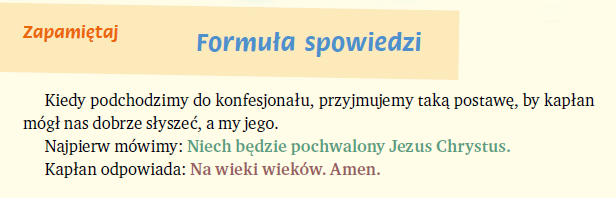 Zapamiętaj
Formuła spowiedzi
Kiedy podchodzimy do konfesjonału, przyjmujemy taką postawę, by kapłan
mógł nas dobrze słyszeć, a my jego.
Najpierw mówimy: Niech będzie pochwalony Jezus Chrystus.
Kapłan odpowiada: Na wieki wieków. Amen.